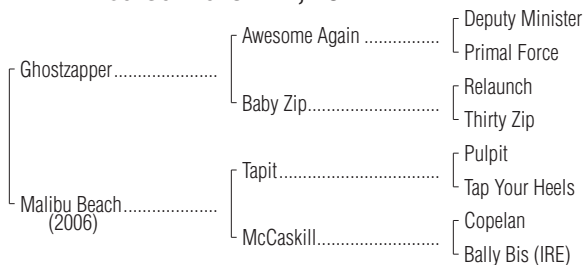 Deputy Minister
Awesome Again ...................
Primal Force
Ghostzapper..........................
Relaunch
Baby Zip.................................
Thirty Zip
Pulpit
Tapit........................................
Tap Your Heels
Malibu Beach........................
(2006)
Copelan
McCaskill...............................
Bally Bis (IRE)